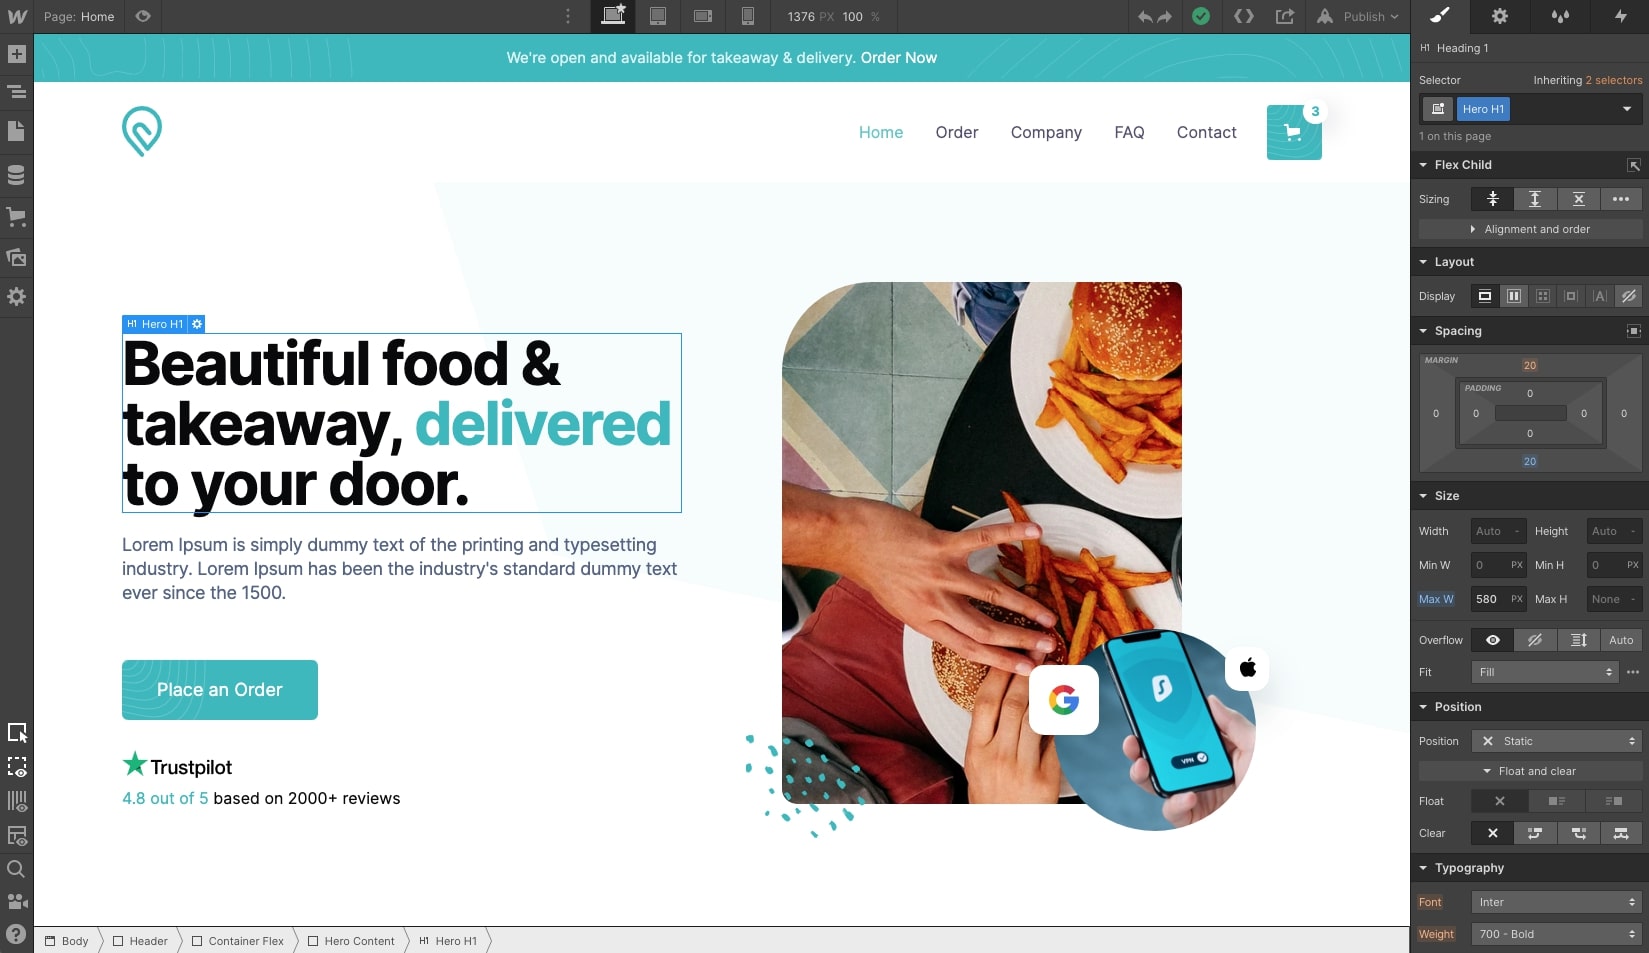 Page: Home
1376 PX 100 %
Publish
We're open and available for takeaway & delivery. Order Now
Home Order Company FAQ Contact
3
H1 Hero H1
Beautiful food &
takeaway, delivered
to your door.
Lorem Ipsum is simply dummy text of the printing and typesetting
industry. Lorem Ipsum has been the industry's standard dummy text
ever since the 1500.
Place an Order
Trustpilot
4.8 out of 5 based on 2000+ reviews
VPN
Body Header Container Flex Hero Content H1 Hero H1
H1 Heading 1
Selector Inheriting 2 selectors
Hero H1
1 on this page
Flex Child
Sizing
Alignment and order
Layout
Display
Spacing
MARGIN
20
PADDING
0
0 0 0 0
0
20
Size
Width Auto - Height Auto -
Min W 0 PX Min H 0 PX
Max W 580 PX Max H None -
Overflow Auto
Fit Fill
Position
Position Static
Float and clear
Float
Clear
Typography
Font Inter
Weight 700 - Bold